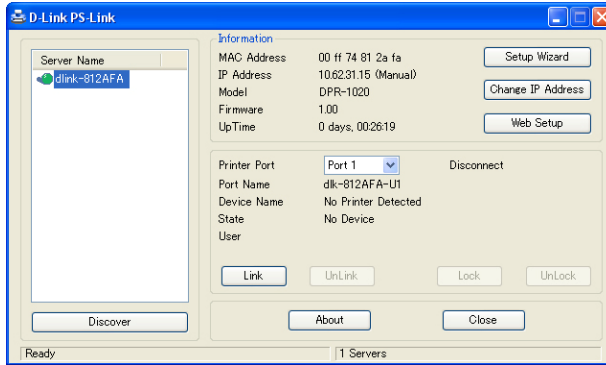 D-Link PS-Link
Server Name
dlink-812AFA
Discover
Information
MAC Address 00 ff 74 81 2a fa
IP Address 10.62.31.15 (Manual)
Model DPR-1020
Firmware 1.00
UpTime 0 days, 00:26:19
Setup Wizard
Change IP Address
Web Setup
Printer Port Port 1 Disconnect
Port Name dlk-812AFA-U1
Device Name No Printer Detected
State No Device
User
Link UnLink Lock UnLock
About Close
Ready 1 Servers